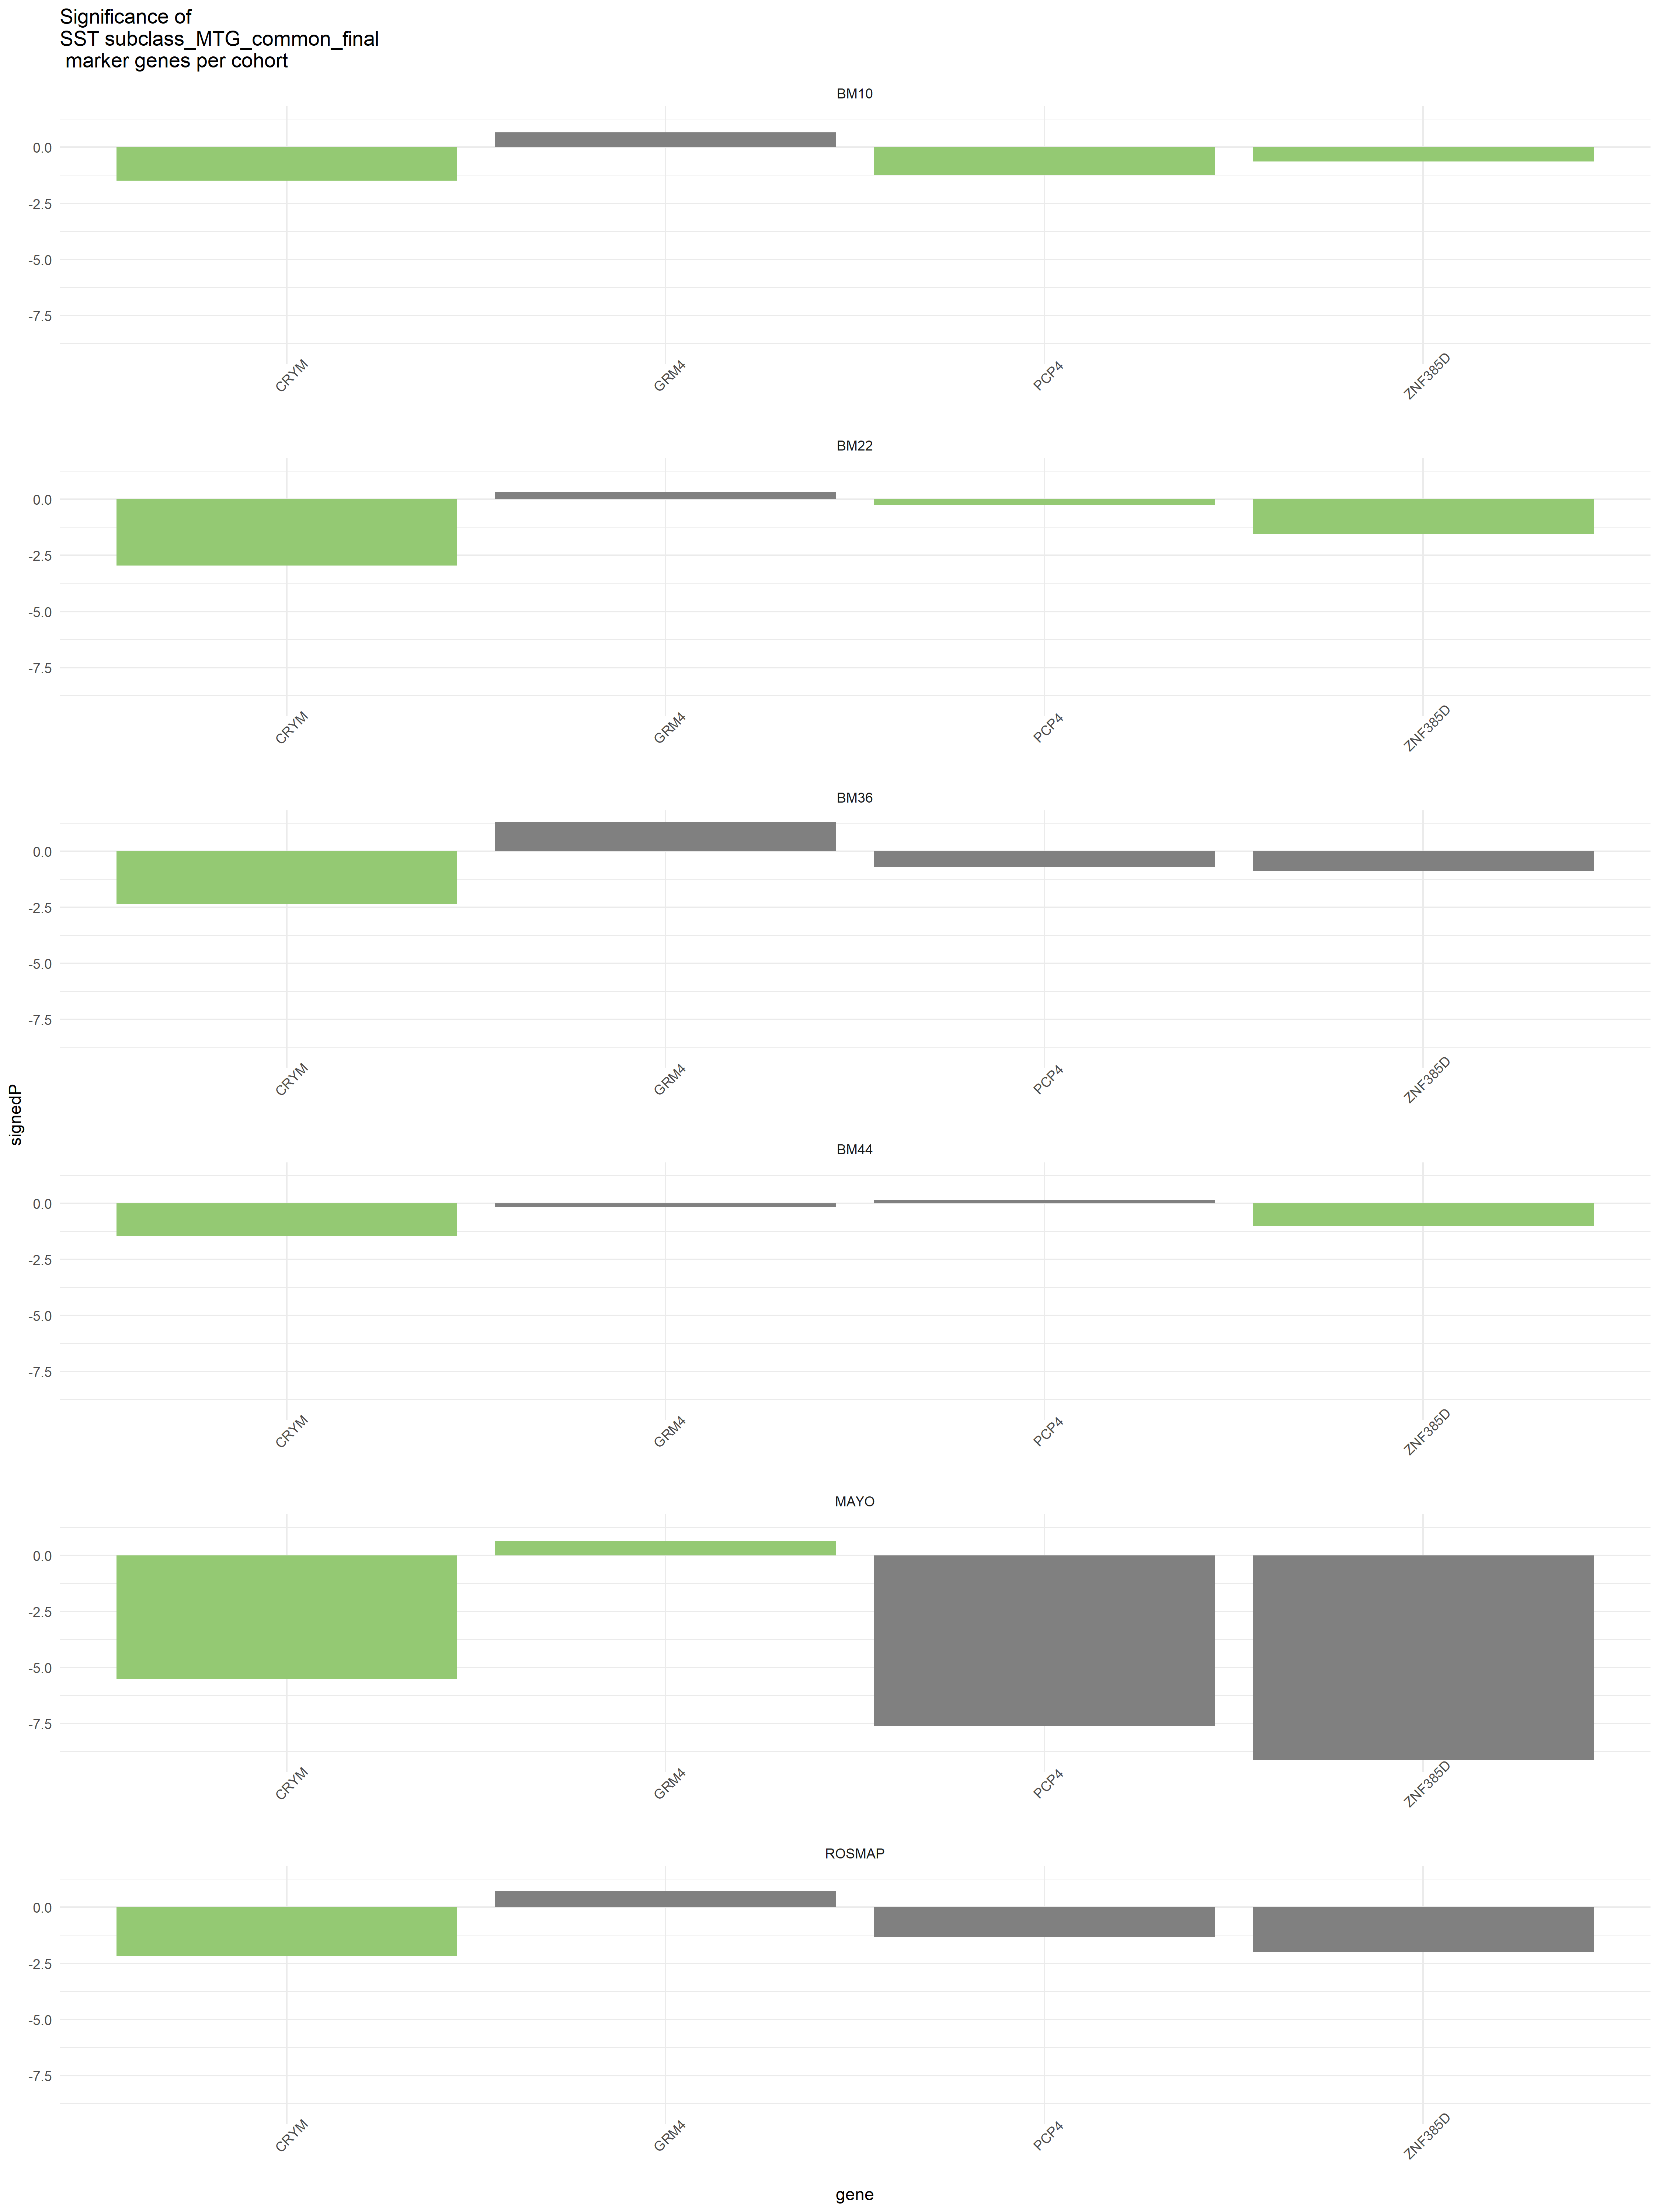 Significance of
SST subclass_MTG_common_final
marker genes per cohort
BM10
0.0
-2.5
-5.0
-7.5
CRYM
GRM4
PCP4
ZNF385D
BM22
0.0
-2.5
-5.0
-7.5
CRYM
GRM4
PCP4
ZNF385D
BM36
0.0
-2.5
-5.0
-7.5
CRYM
GRM4
PCP4
ZNF385D
signedP
BM44
0.0
-2.5
-5.0
-7.5
CRYM
GRM4
PCP4
ZNF385D
MAYO
0.0
-2.5
-5.0
-7.5
CRYM
GRM4
PCP4
ZNF385D
ROSMAP
0.0
-2.5
-5.0
-7.5
CRYM
GRM4
PCP4
ZNF385D
gene